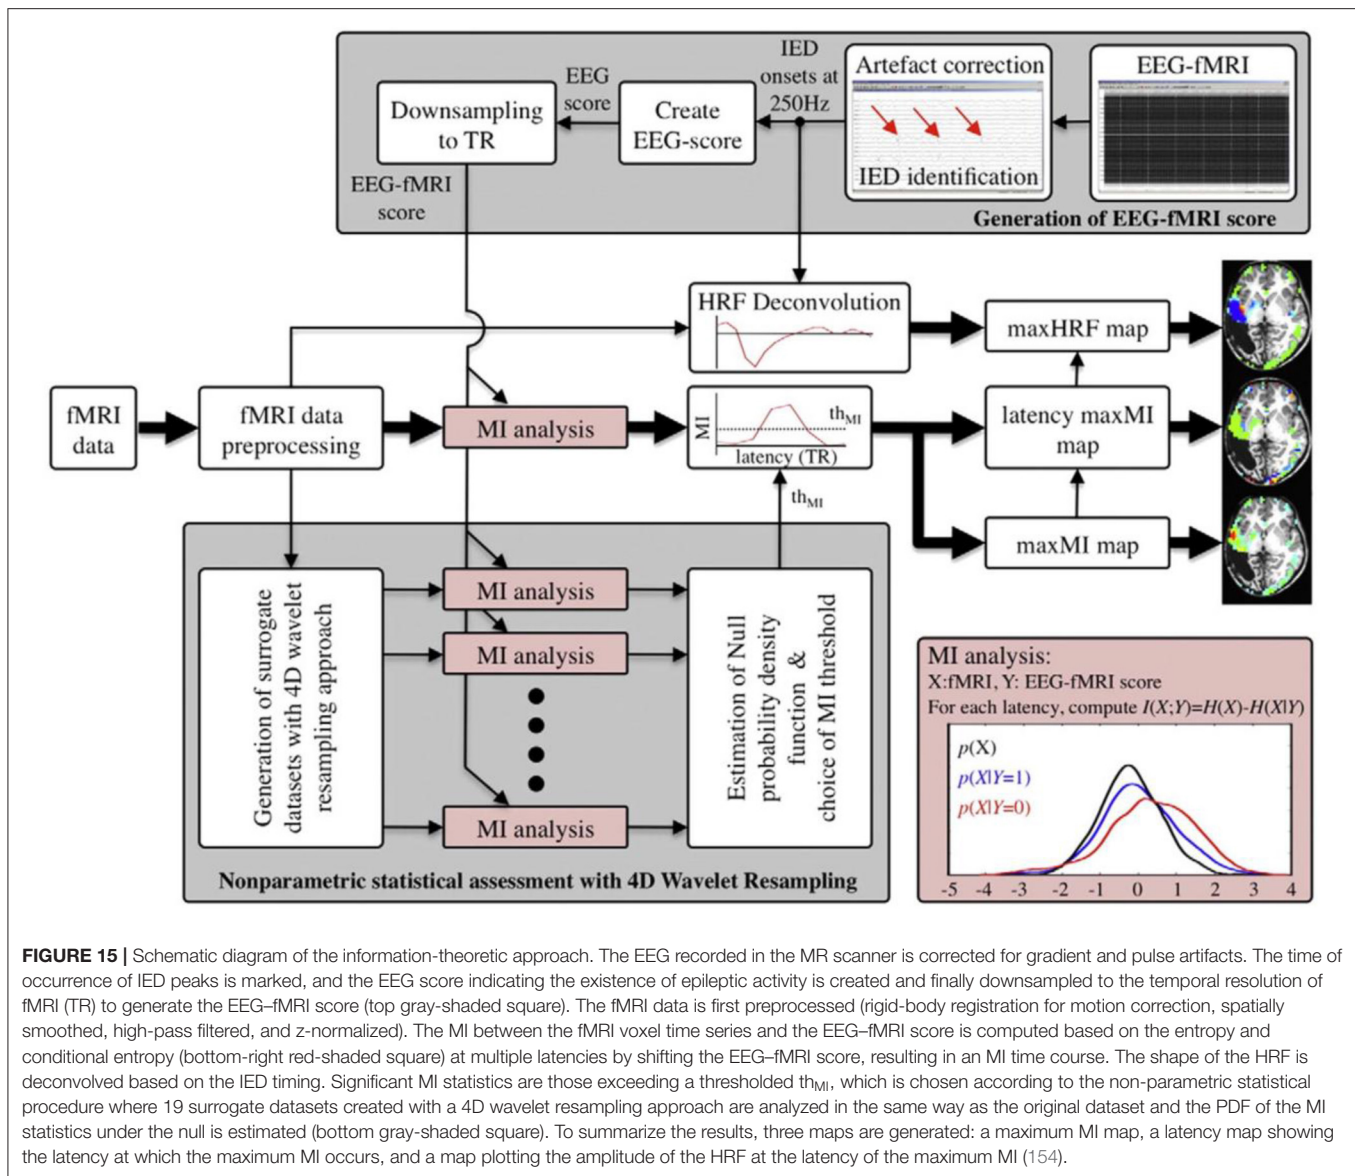 EEG-fMRI
Artefact correction
IED identification
IED
onsets at
250Hz
Create
EEG-score
EEG
score
Downsampling
to TR
EEG-fMRI
score
Generation of EEG-fMRI score
HRF Deconvolution
maxHRF map
fMRI
data
fMRI data
preprocessing
MI analysis
MI
th_MI
latency (TR)
latency maxMI
map
th_MI
maxMI map
Generation of surrogate
datasets with 4D wavelet
resampling approach
MI analysis
MI analysis
MI analysis
Estimation of Null
probability density
function &
choice of MI threshold
Nonparametric statistical assessment with 4D Wavelet Resampling
MI analysis:
X:fMRI, Y: EEG-fMRI score
For each latency, compute I(X;Y)=H(X)-H(X|Y)
p(X)
p(X|Y=1)
p(X|Y=0)
-5 -4 -3 -2 -1 0 1 2 3 4
FIGURE 15 | Schematic diagram of the information-theoretic approach. The EEG recorded in the MR scanner is corrected for gradient and pulse artifacts. The time of
occurrence of IED peaks is marked, and the EEG score indicating the existence of epileptic activity is created and finally downsampled to the temporal resolution of
fMRI (TR) to generate the EEG–fMRI score (top gray-shaded square). The fMRI data is first preprocessed (rigid-body registration for motion correction, spatially
smoothed, high-pass filtered, and z-normalized). The MI between the fMRI voxel time series and the EEG–fMRI score is computed based on the entropy and
conditional entropy (bottom-right red-shaded square) at multiple latencies by shifting the EEG–fMRI score, resulting in an MI time course. The shape of the HRF is
deconvolved based on the IED timing. Significant MI statistics are those exceeding a thresholded th_MI, which is chosen according to the non-parametric statistical
procedure where 19 surrogate datasets created with a 4D wavelet resampling approach are analyzed in the same way as the original dataset and the PDF of the MI
statistics under the null is estimated (bottom gray-shaded square). To summarize the results, three maps are generated: a maximum MI map, a latency map showing
the latency at which the maximum MI occurs, and a map plotting the amplitude of the HRF at the latency of the maximum MI (154).